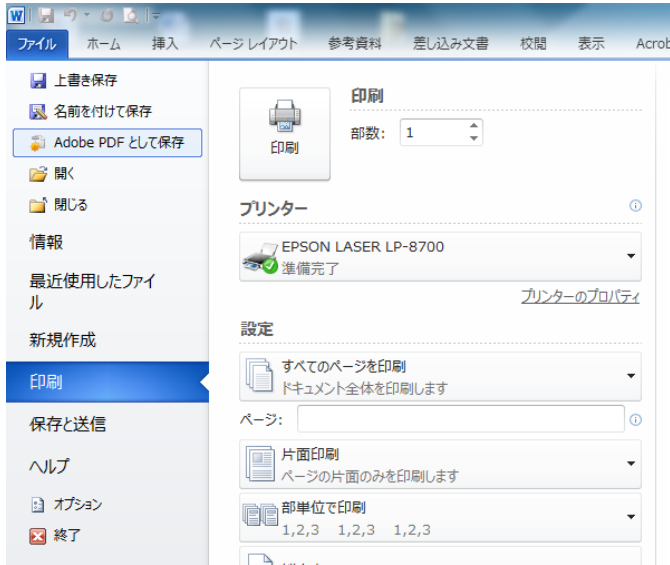 W
ファイル ホーム 挿入 ページ レイアウト 参考資料 差し込み文書 校閲 表示 Acrob
上書き保存
名前を付けて保存
Adobe PDF として保存
開く
閉じる
情報
最近使用したファイ
ル
新規作成
印刷
保存と送信
ヘルプ
オプション
終了
印刷
印刷
部数: 1
プリンター
EPSON LASER LP-8700
準備完了
プリンターのプロパティ
設定
すべてのページを印刷
ドキュメント全体を印刷します
ページ:
片面印刷
ページの片面のみを印刷します
部単位で印刷
1,2,3 1,2,3 1,2,3